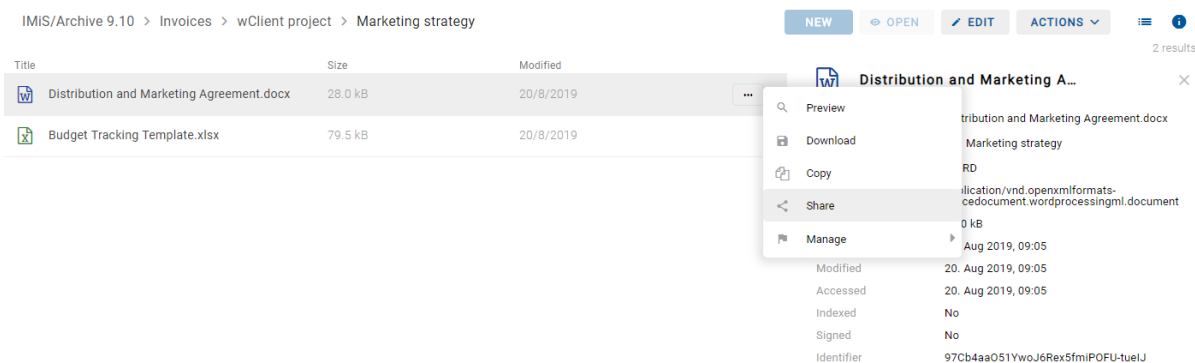 IMiS/Archive 9.10 > Invoices > wClient project > Marketing strategy
NEW
OPEN
EDIT
ACTIONS
2 results
Title Size Modified
Distribution and Marketing Agreement.docx 28.0 kB 20/8/2019
Budget Tracking Template.xlsx 79.5 kB 20/8/2019
Distribution and Marketing A...
Preview
Download
Copy
Share
Manage
tribution and Marketing Agreement.docx
Marketing strategy
RD
lication/vnd.openxmlformats-
cedocument.wordprocessingml.document
0 kB
Aug 2019, 09:05
Modified 20. Aug 2019, 09:05
Accessed 20. Aug 2019, 09:05
Indexed No
Signed No
Identifier 97Cb4aaO51YwoJ6Rex5fmiPOFU-tueIJ